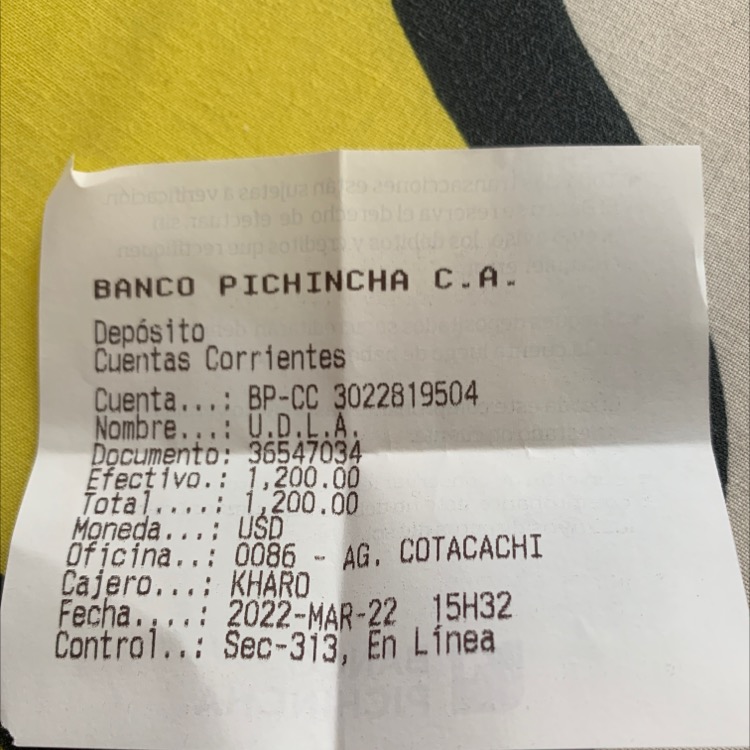 BANCO PICHINCHA C.A.
Depósito
Cuentas Corrientes
Cuenta...: BP-CC 3022819504
Nombre...: U.D.L.A.
Documento: 36547034
Efectivo.: 1,200.00
Total....: 1,200.00
Moneda...: USD
Oficina..: 0086 - AG. COTACACHI
Cajero...: KHARO
Fecha....: 2022-MAR-22 15H32
Control..: Sec-313, En Línea